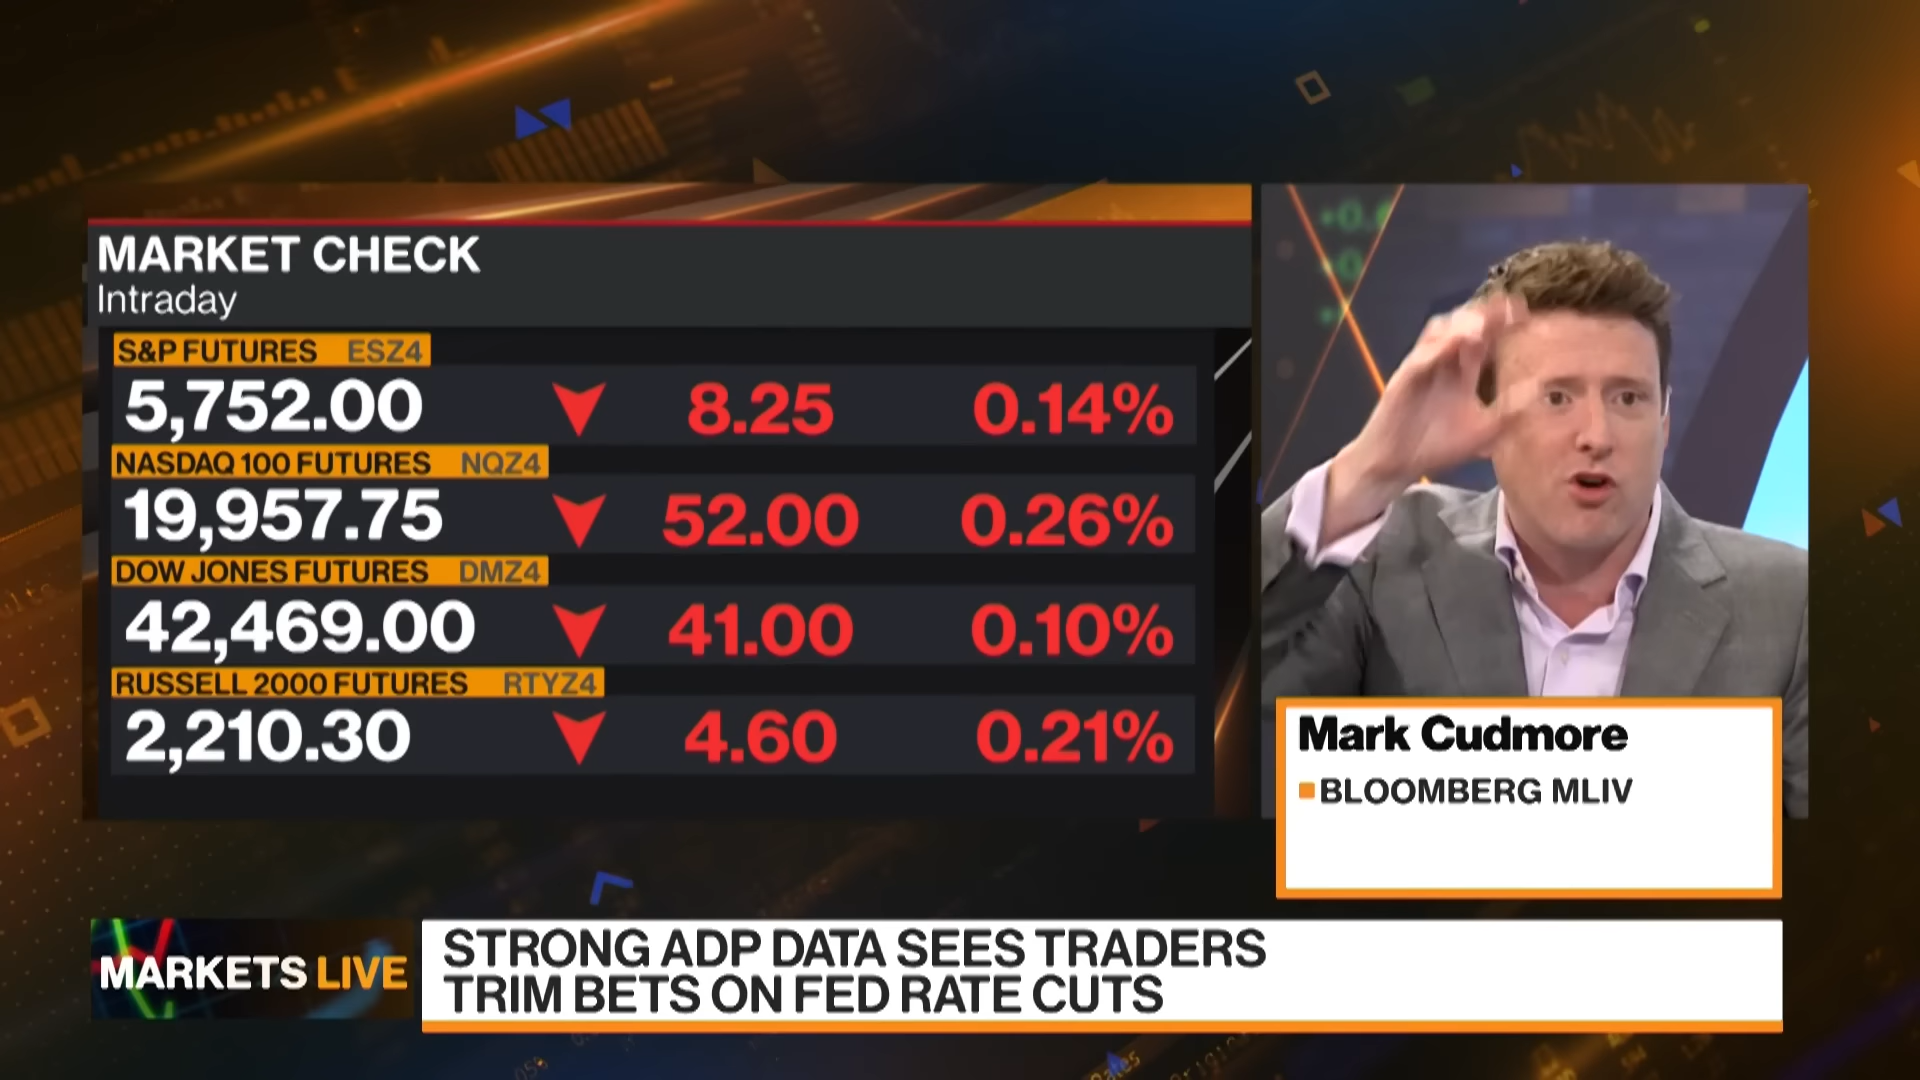 MARKET CHECK
Intraday
S&P FUTURES ESZ4
5,752.00 8.25 0.14%
NASDAQ 100 FUTURES NQZ4
19,957.75 52.00 0.26%
DOW JONES FUTURES DMZ4
42,469.00 41.00 0.10%
RUSSELL 2000 FUTURES RTYZ4
2,210.30 4.60 0.21%
Mark Cudmore
BLOOMBERG MLIV
MARKETS LIVE
STRONG ADP DATA SEES TRADERS
TRIM BETS ON FED RATE CUTS